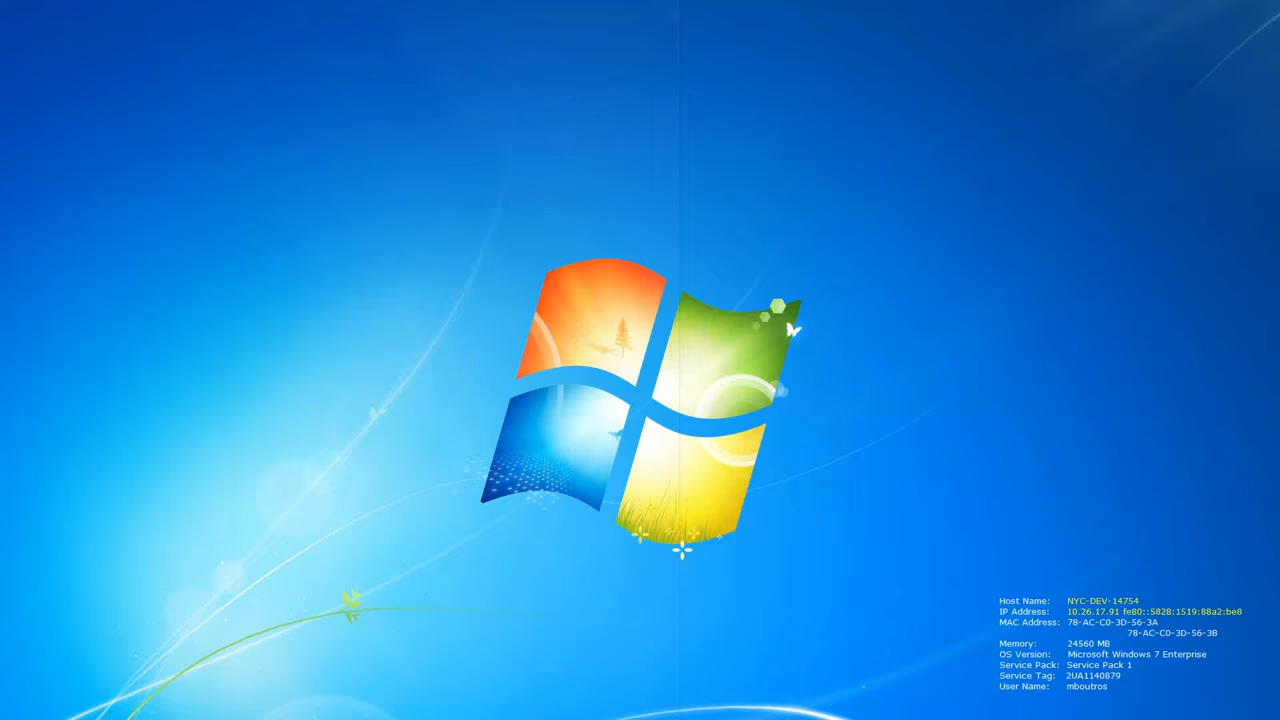 Host Name: NYC-DEV-14754
IP Address: 10.26.17.91 fe80::5828:1519:88a2:be8
MAC Address: 78-AC-C0-3D-56-3A
78-AC-C0-3D-56-3B
Memory: 24560 MB
OS Version: Microsoft Windows 7 Enterprise
Service Pack: Service Pack 1
Service Tag: 2UA1140879
User Name: mboutros